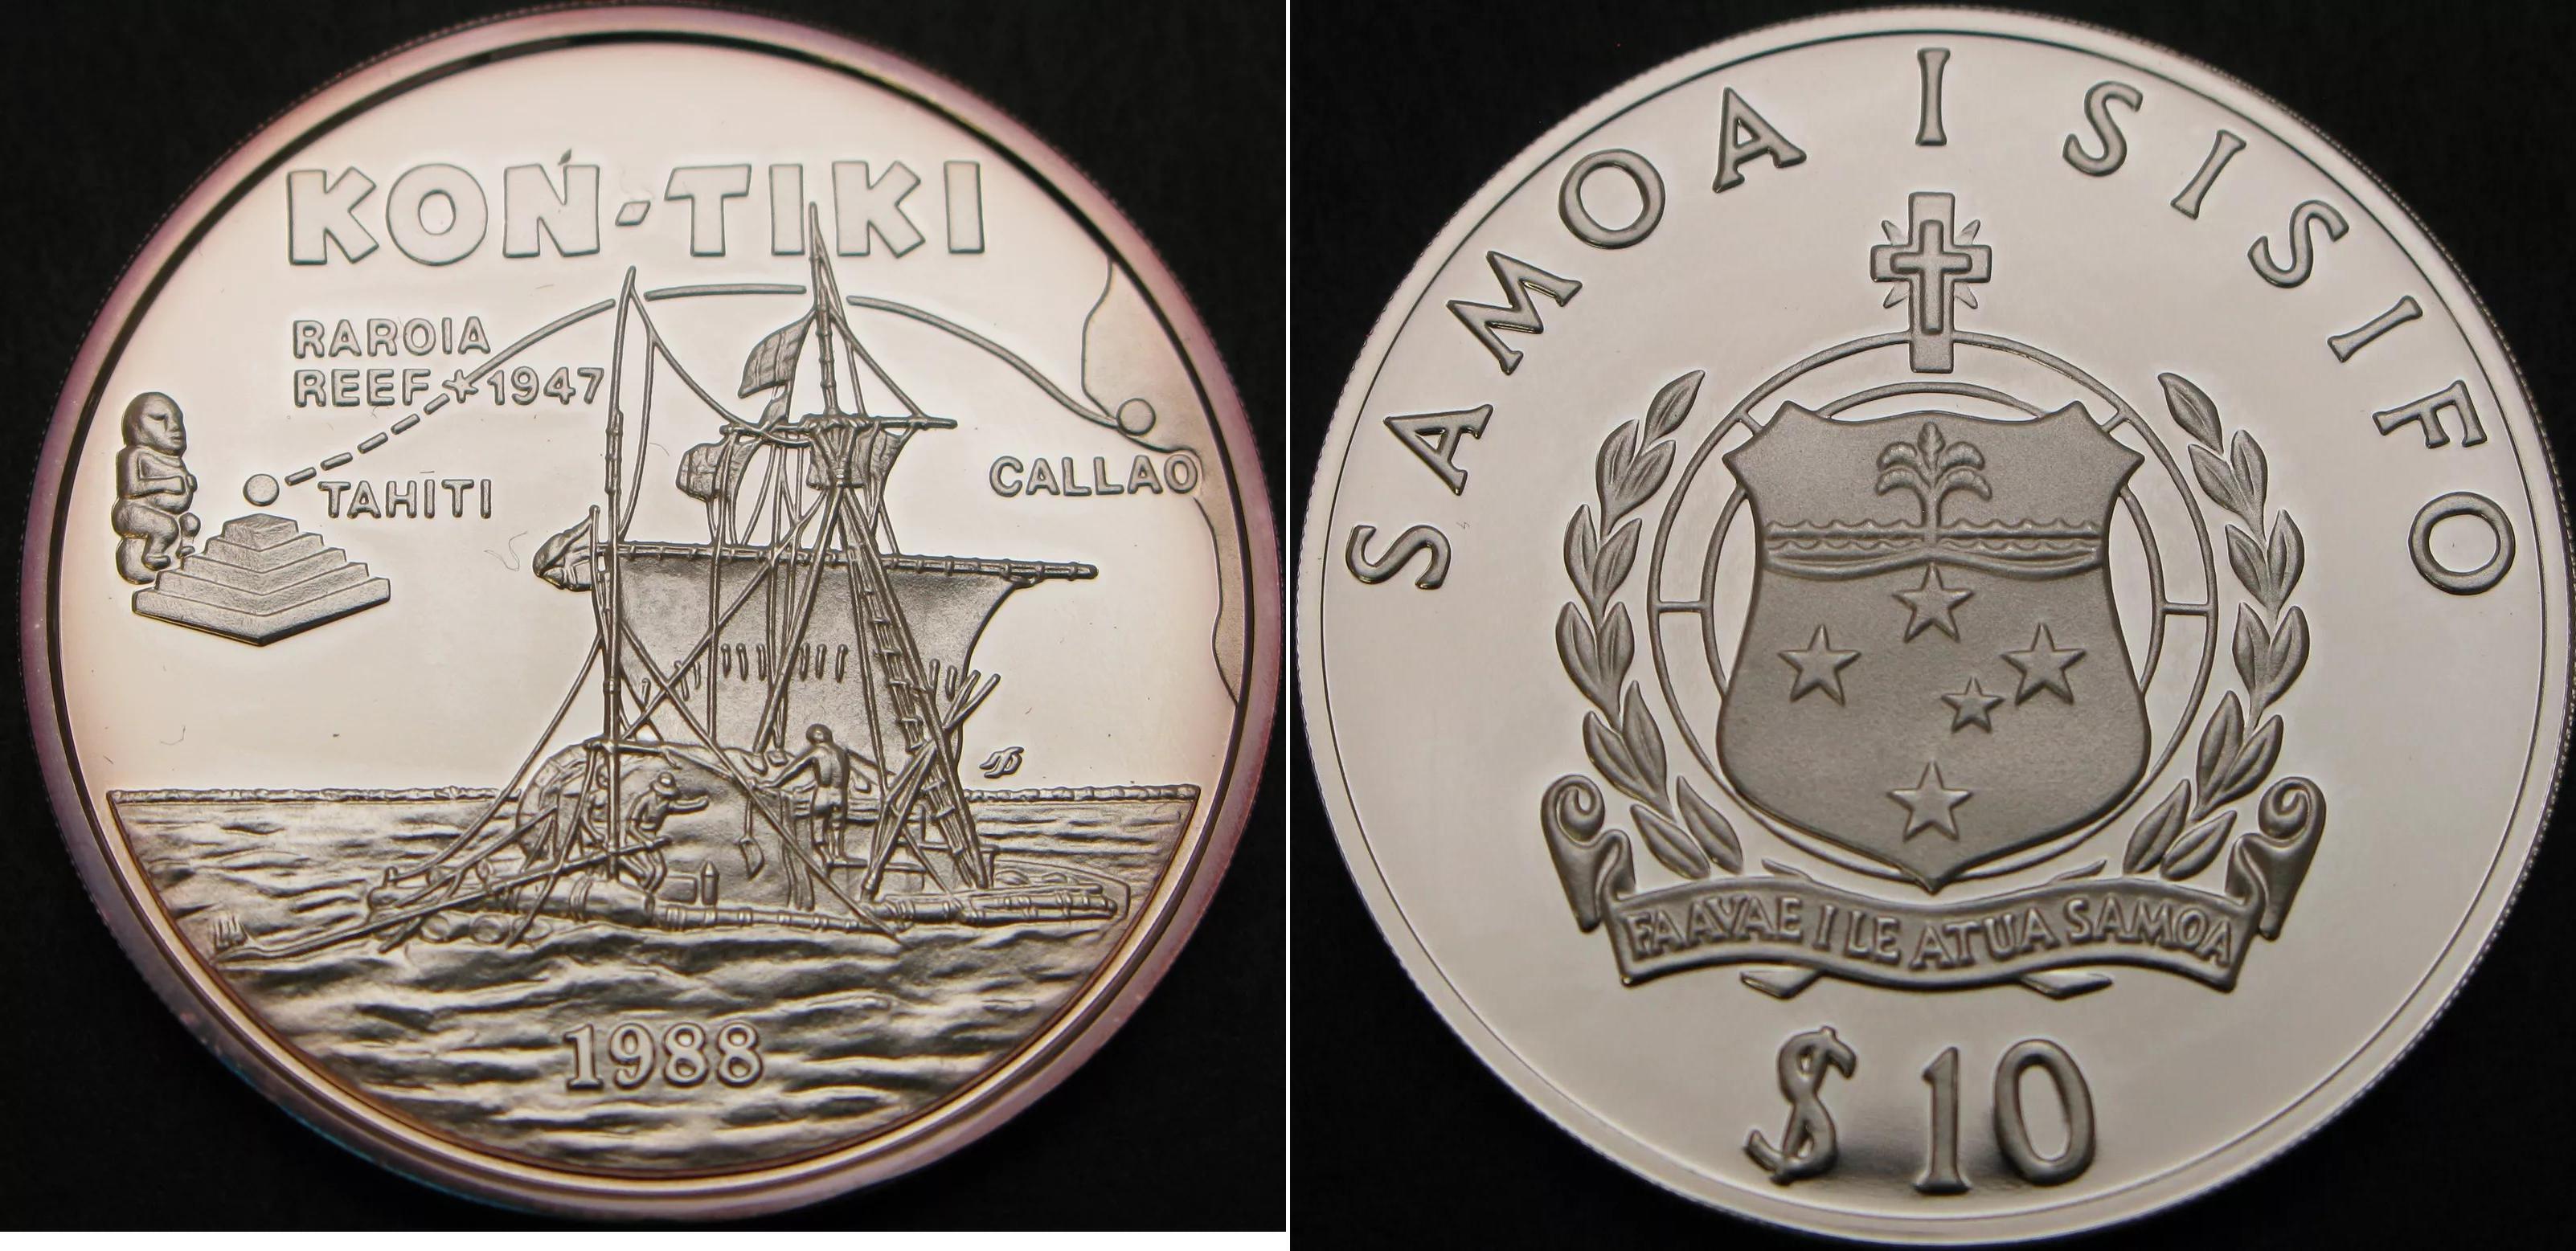 KON-TIKI
RAROIA
REEF 1947
TAHITI
CALLAO
1988
SAMOA I SISIFO
FAAVAE I LE ATUA SAMOA
$10